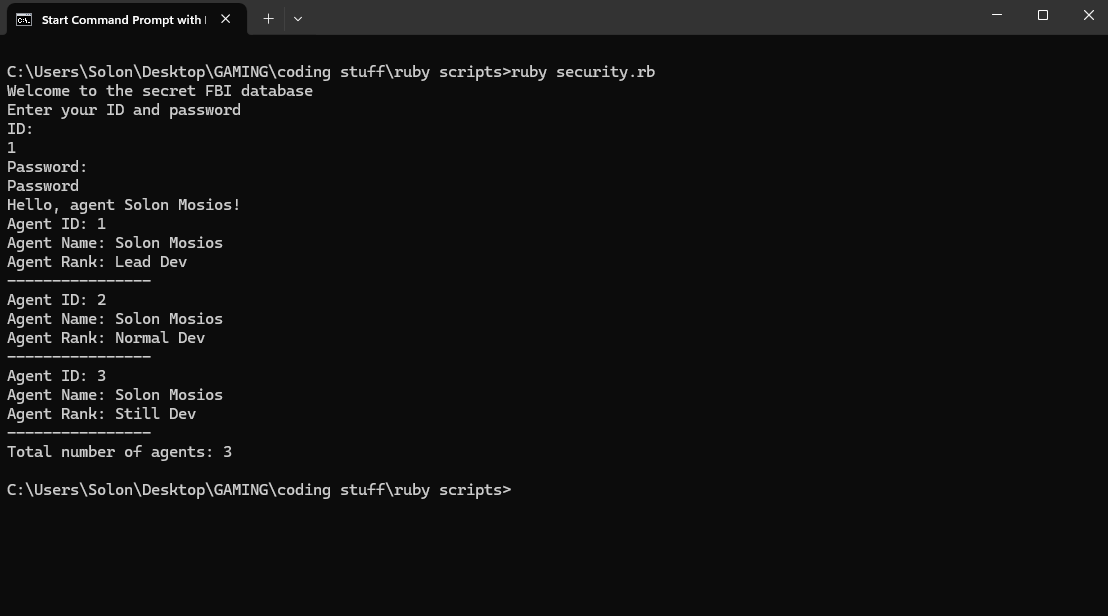 Start Command Prompt with
C:\Users\Solon\Desktop\GAMING\coding stuff\ruby scripts>ruby security.rb
Welcome to the secret FBI database
Enter your ID and password
ID:
1
Password:
Password
Hello, agent Solon Mosios!
Agent ID: 1
Agent Name: Solon Mosios
Agent Rank: Lead Dev
----------------
Agent ID: 2
Agent Name: Solon Mosios
Agent Rank: Normal Dev
----------------
Agent ID: 3
Agent Name: Solon Mosios
Agent Rank: Still Dev
----------------
Total number of agents: 3
C:\Users\Solon\Desktop\GAMING\coding stuff\ruby scripts>